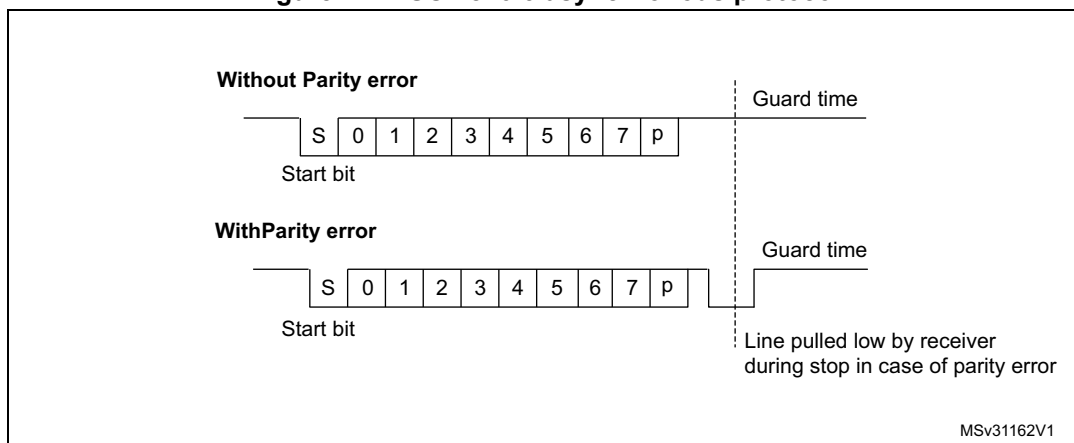 Without Parity error
Guard time
S 0 1 2 3 4 5 6 7 p
Start bit
WithParity error
Guard time
S 0 1 2 3 4 5 6 7 p
Start bit
Line pulled low by receiver
during stop in case of parity error
MSv31162V1